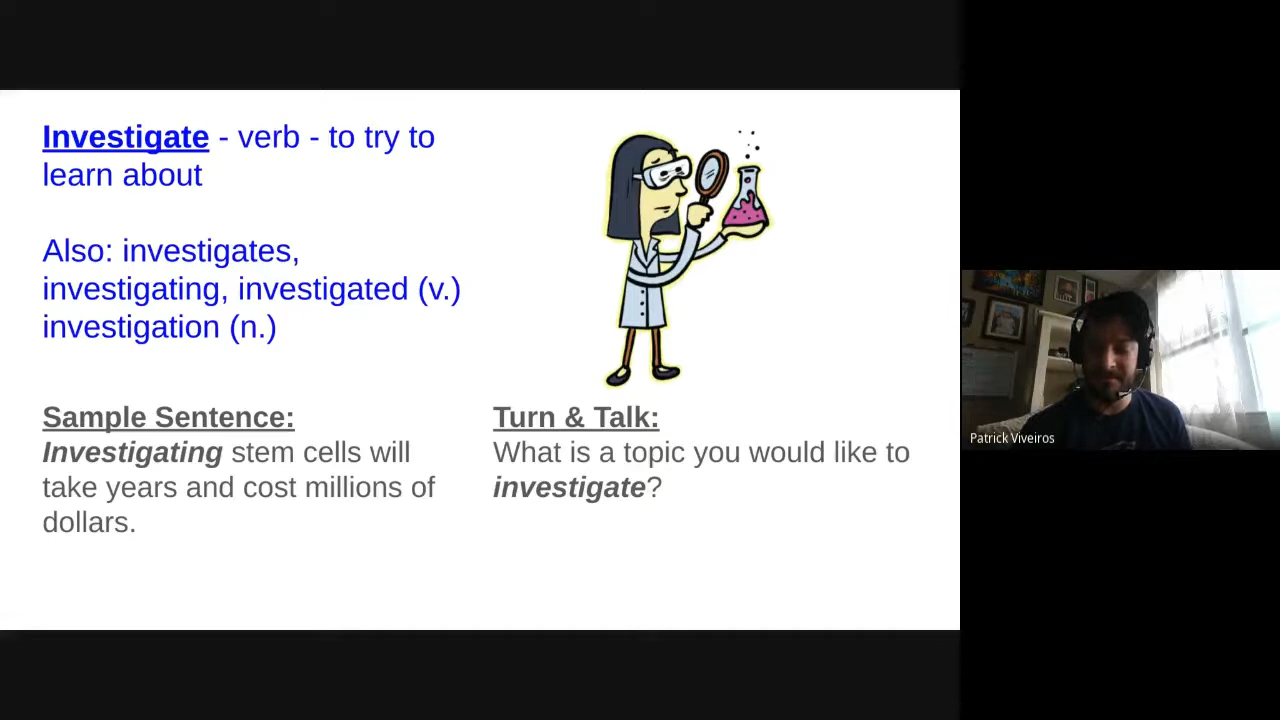 Investigate - verb - to try to
learn about
Also: investigates,
investigating, investigated (v.)
investigation (n.)
Sample Sentence:
Investigating stem cells will
take years and cost millions of
dollars.
Turn & Talk:
What is a topic you would like to
investigate?
Patrick Viveiros